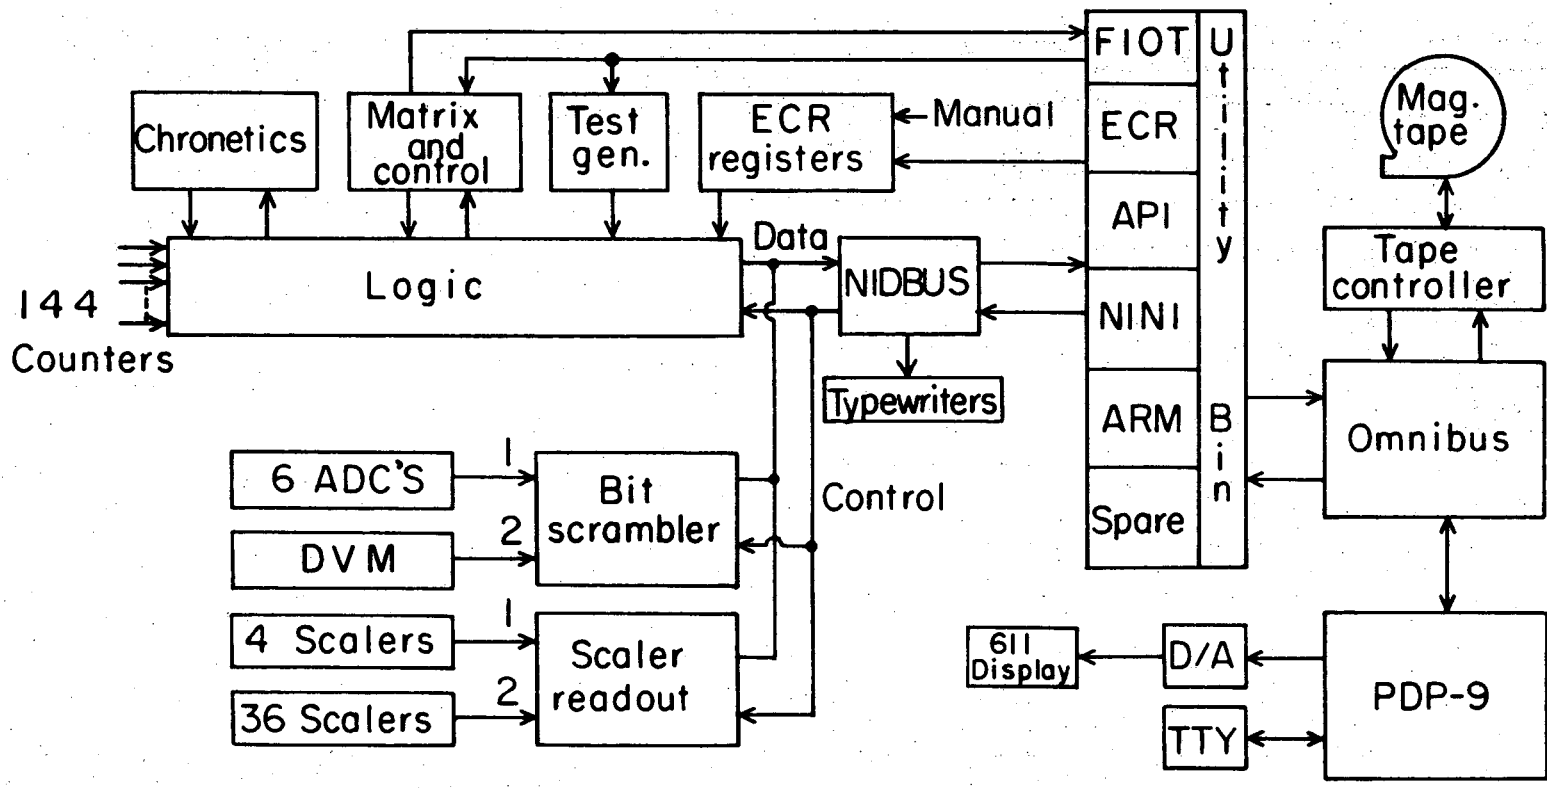 FIOT
ECR
API
NINI
ARM
Spare
Utility
Bin
Mag.
tape
Chronetics
Matrix
and
control
Test
gen.
ECR
registers
Manual
Tape
controller
Data
Logic
NIDBUS
144
Counters
Typewriters
Omnibus
6 ADC'S
1
Bit
scrambler
Control
DVM
2
4 Scalers
1
Scaler
readout
36 Scalers
2
611
Display
D/A
PDP-9
TTY